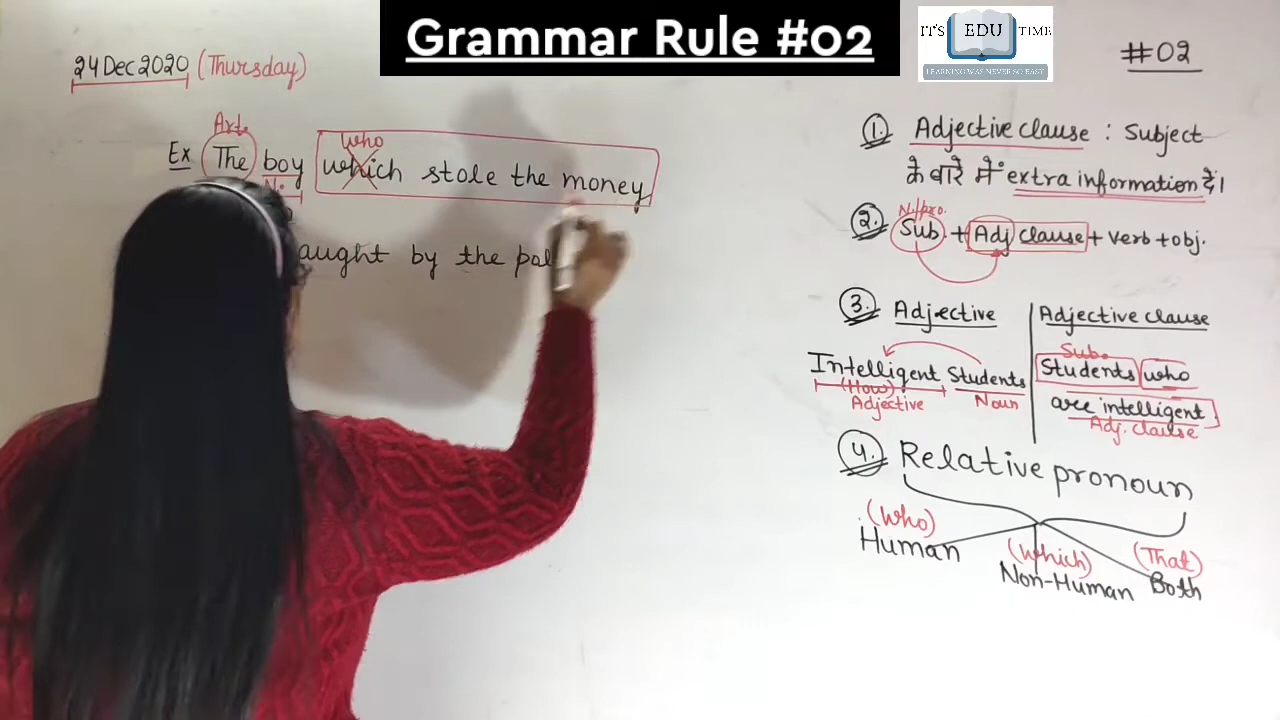 Grammar Rule #02
IT'S EDU TIME
LEARNING WAS NEVER SO EASY
24 Dec 2020 (Thursday)
#02
Art.
Who
Ex The boy which stole the money
N.
aught by the pol
1. Adjective clause : Subject
के बारे में extra information दे।
N./pro.
2. Sub. + Adj clause + verb + obj.
3. Adjective
Intelligent Students
(How)
Adjective Noun
Adjective clause
Sub.
Students who
are intelligent.
Adj. clause
4. Relative pronoun
(Who)
Human
(Which)
Non-Human
(That)
Both